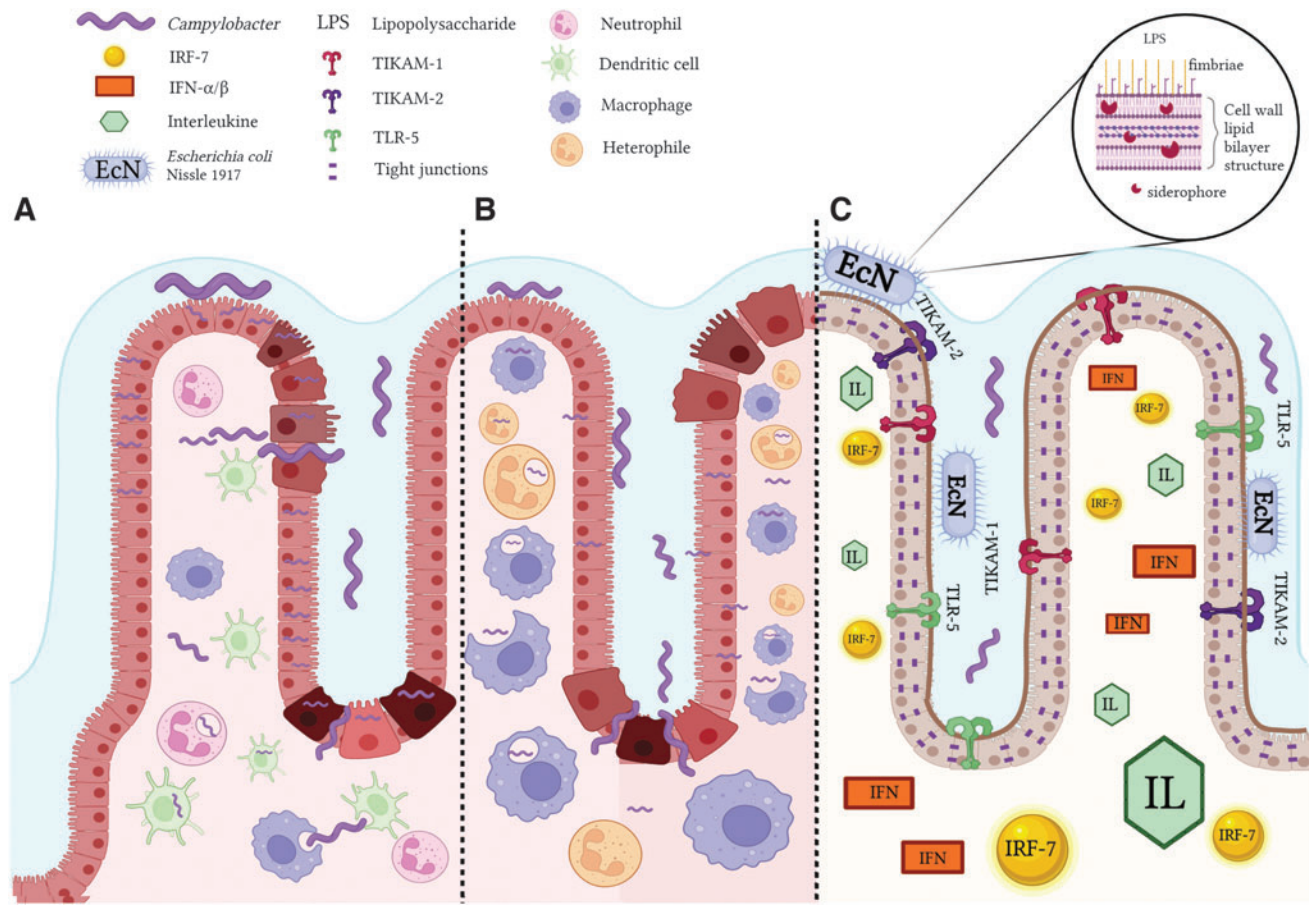 Campylobacter
IRF-7
IFN-α/β
Interleukine
EcN
Escherichia coli
Nissle 1917
LPS Lipopolysaccharide
TIKAM-1
TIKAM-2
TLR-5
Tight junctions
Neutrophil
Dendritic cell
Macrophage
Heterophile
LPS
fimbriae
Cell wall
lipid
bilayer
structure
siderophore
A
B
C
EcN
TIKAM-2
IL
IRF-7
EcN
TIKAM-1
IL
TLR-5
IRF-7
IFN
IRF-7
TLR-5
IL
EcN
IRF-7
IFN
TIKAM-2
IFN
IL
IFN
IL
IRF-7
IRF-7
IFN